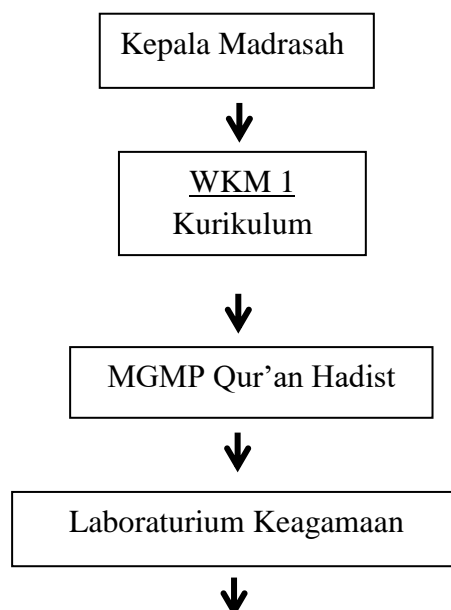 Kepala Madrasah
WKM 1
Kurikulum
MGMP Qur’an Hadist
Laboraturium Keagamaan